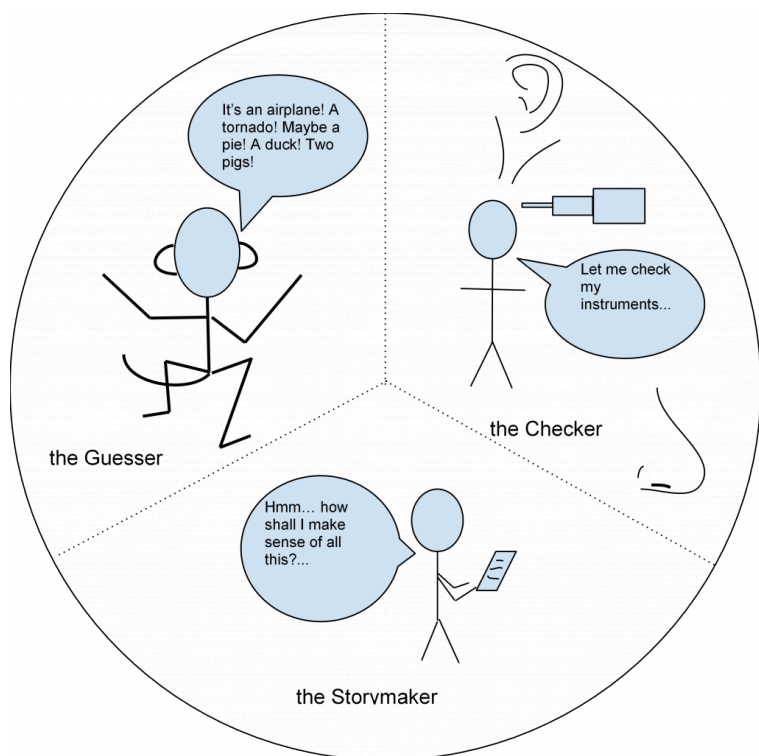 It's an airplane! A
tornado! Maybe a
pie! A duck! Two
pigs!
the Guesser
Let me check
my
instruments...
the Checker
Hmm… how
shall I make
sense of all
this?...
the Storymaker